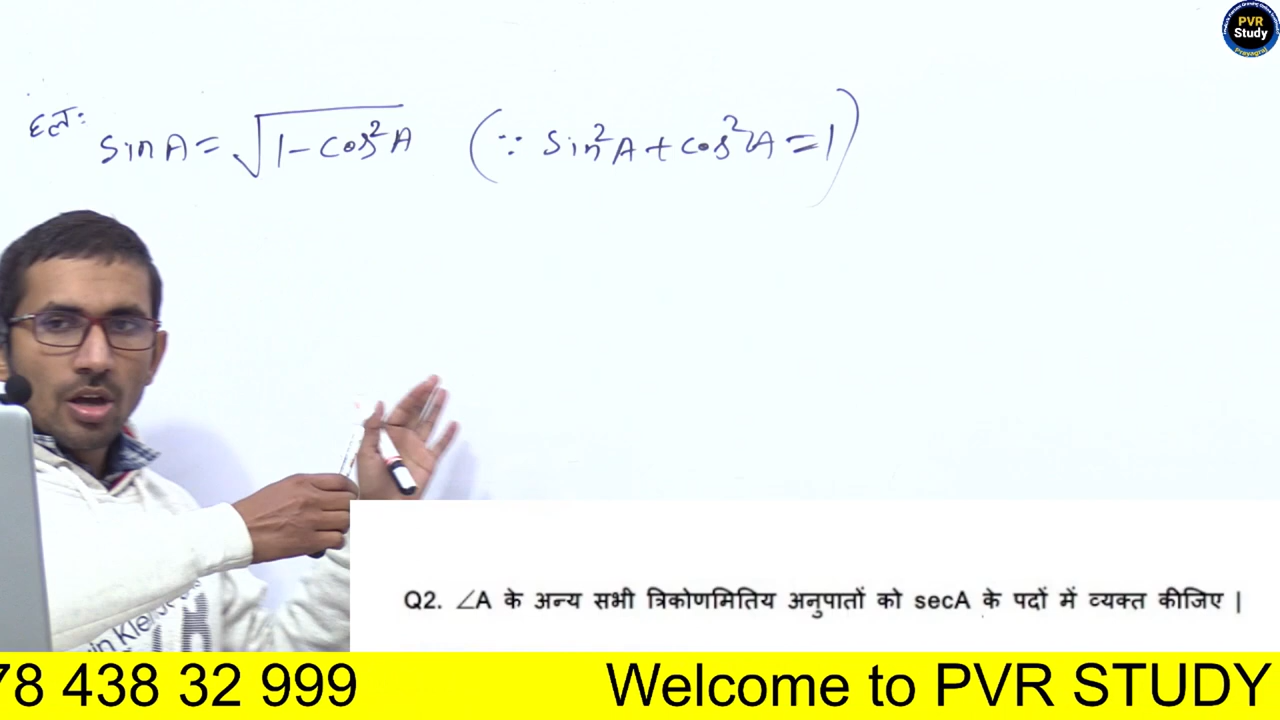 PVR
Study
Prayagraj
हल:
sin A = √1 - cos²A (∵ sin²A + cos²A = 1)
Q2. ∠A के अन्य सभी त्रिकोणमितिय अनुपातों को secA के पदों में व्यक्त कीजिए |
78 438 32 999 Welcome to PVR STUDY